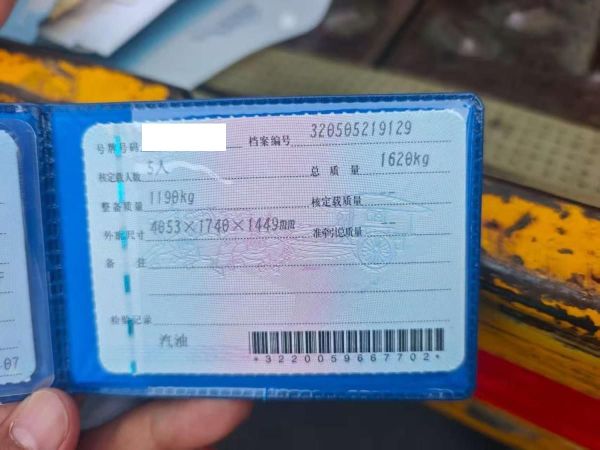 号牌号码 档案编号 320505219129
核定载人数 5人 总质量 1620kg
整备质量 1190kg 核定载质量 --
外廓尺寸 4053×1740×1449mm 准牵引总质量 --
备注
检验记录
汽油
*3220059667702*
07